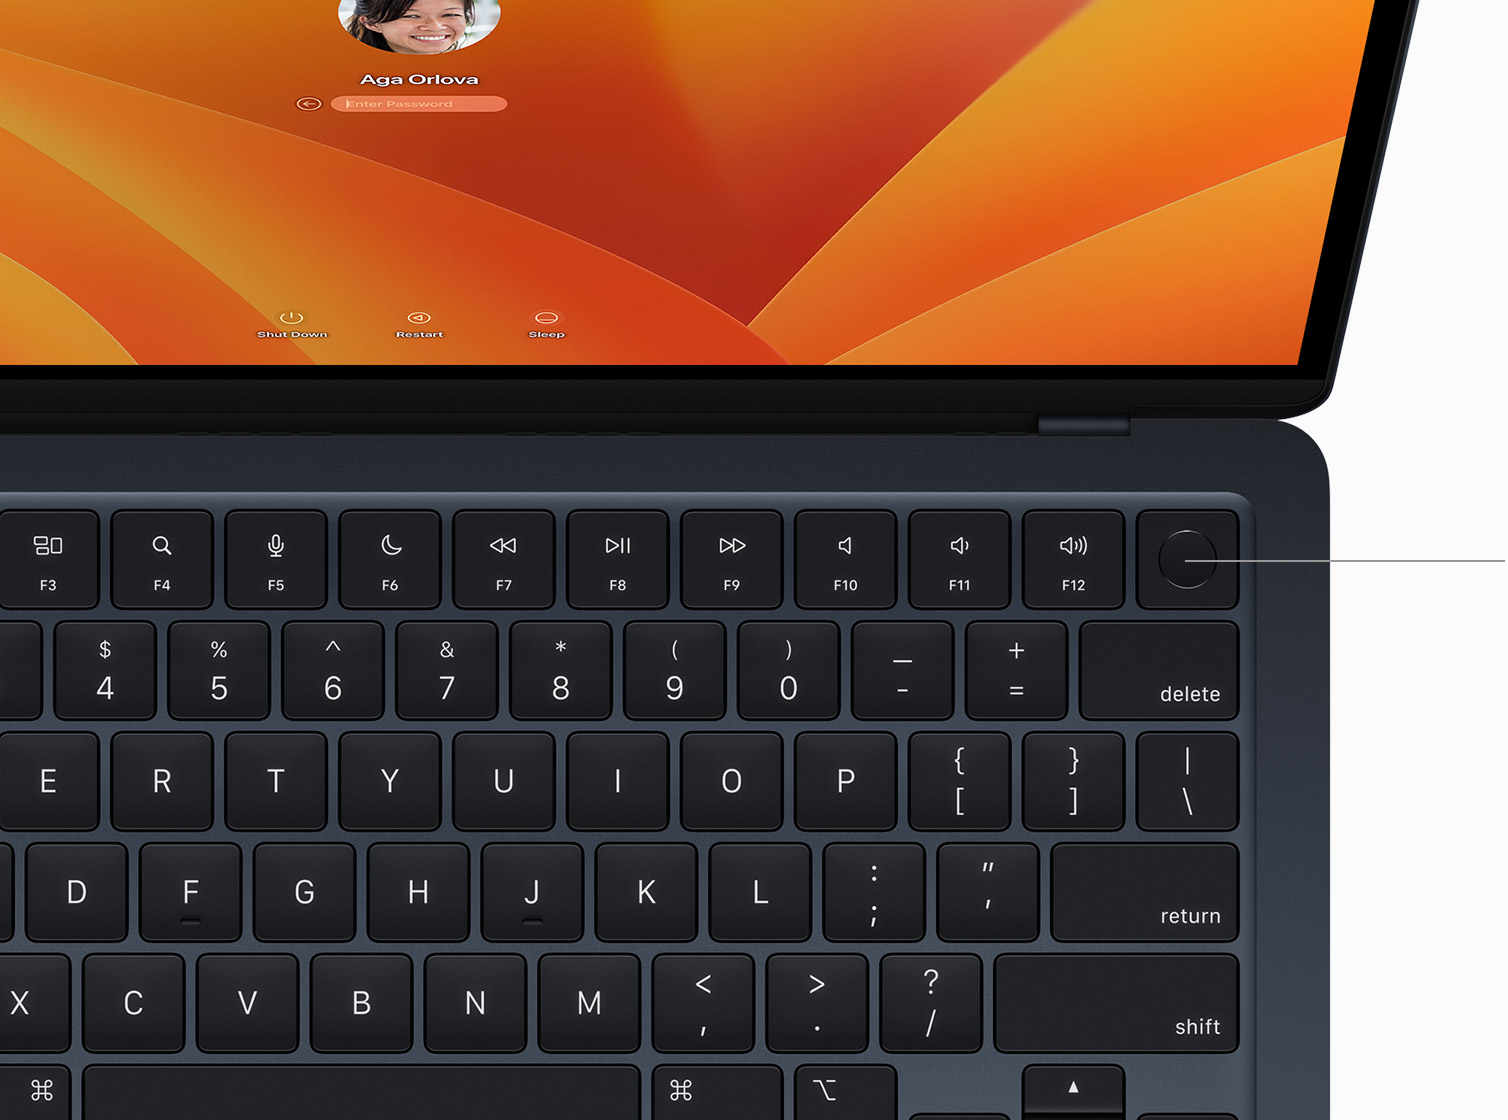 Aga Orlova
Enter Password
Shut Down Restart Sleep
F3 F4 F5 F6 F7 F8 F9 F10 F11 F12
$ % ^ & * ( ) _ +
4 5 6 7 8 9 0 - = delete
{ } |
E R T Y U I O P [ ] \
: "
D F G H J K L ; ' return
< > ?
X C V B N M , . / shift
⌘ ⌘ ⌥ ▲